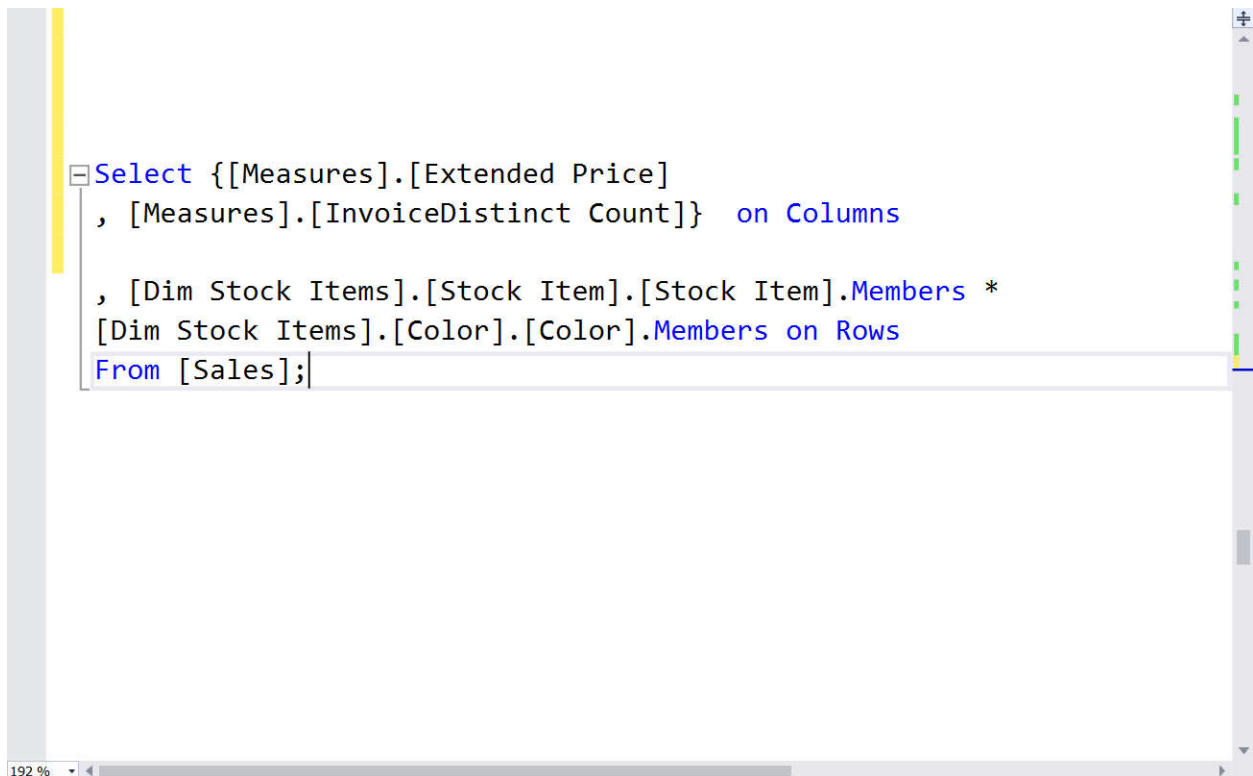 Select {[Measures].[Extended Price]
, [Measures].[InvoiceDistinct Count]}  on Columns
, [Dim Stock Items].[Stock Item].[Stock Item].Members *
[Dim Stock Items].[Color].[Color].Members on Rows
From [Sales];
192 %